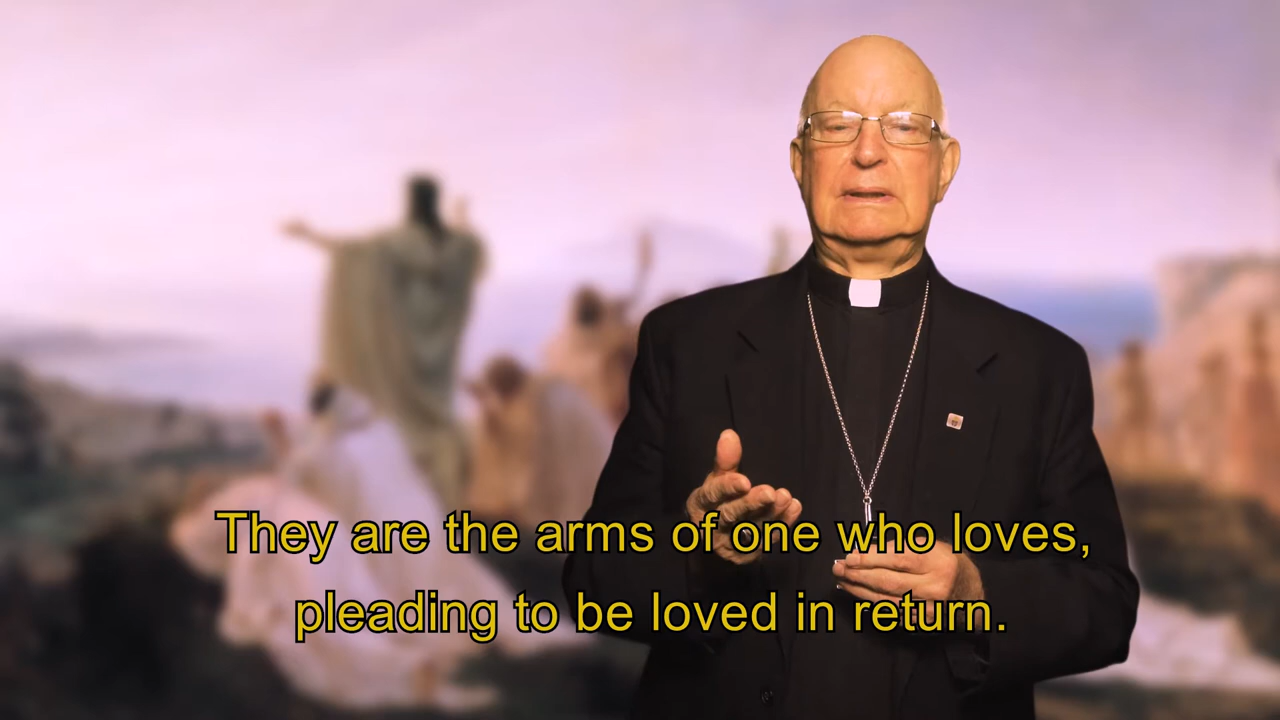 They are the arms of one who loves,
pleading to be loved in return.